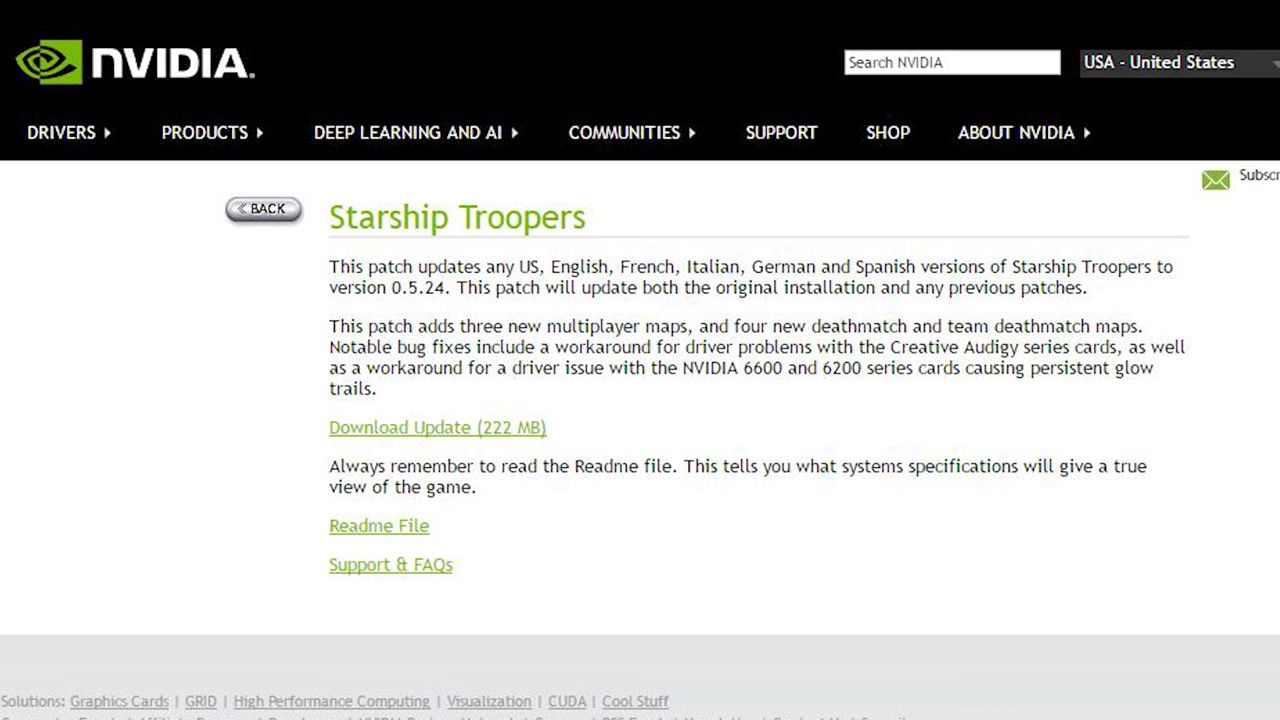 NVIDIA.
Search NVIDIA
USA - United States
DRIVERS
PRODUCTS
DEEP LEARNING AND AI
COMMUNITIES
SUPPORT
SHOP
ABOUT NVIDIA
Subscr
BACK
Starship Troopers
This patch updates any US, English, French, Italian, German and Spanish versions of Starship Troopers to
version 0.5.24. This patch will update both the original installation and any previous patches.
This patch adds three new multiplayer maps, and four new deathmatch and team deathmatch maps.
Notable bug fixes include a workaround for driver problems with the Creative Audigy series cards, as well
as a workaround for a driver issue with the NVIDIA 6600 and 6200 series cards causing persistent glow
trails.
Download Update (222 MB)
Always remember to read the Readme file. This tells you what systems specifications will give a true
view of the game.
Readme File
Support & FAQs
Solutions: Graphics Cards | GRID | High Performance Computing | Visualization | CUDA | Cool Stuff